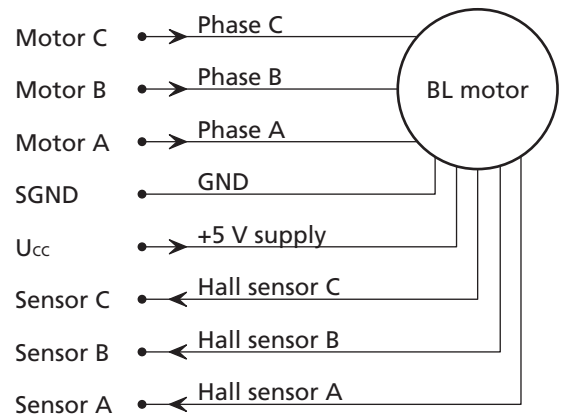 Motor C Phase C
Motor B Phase B BL motor
Motor A Phase A
SGND GND
Ucc +5 V supply
Sensor C Hall sensor C
Sensor B Hall sensor B
Sensor A Hall sensor A